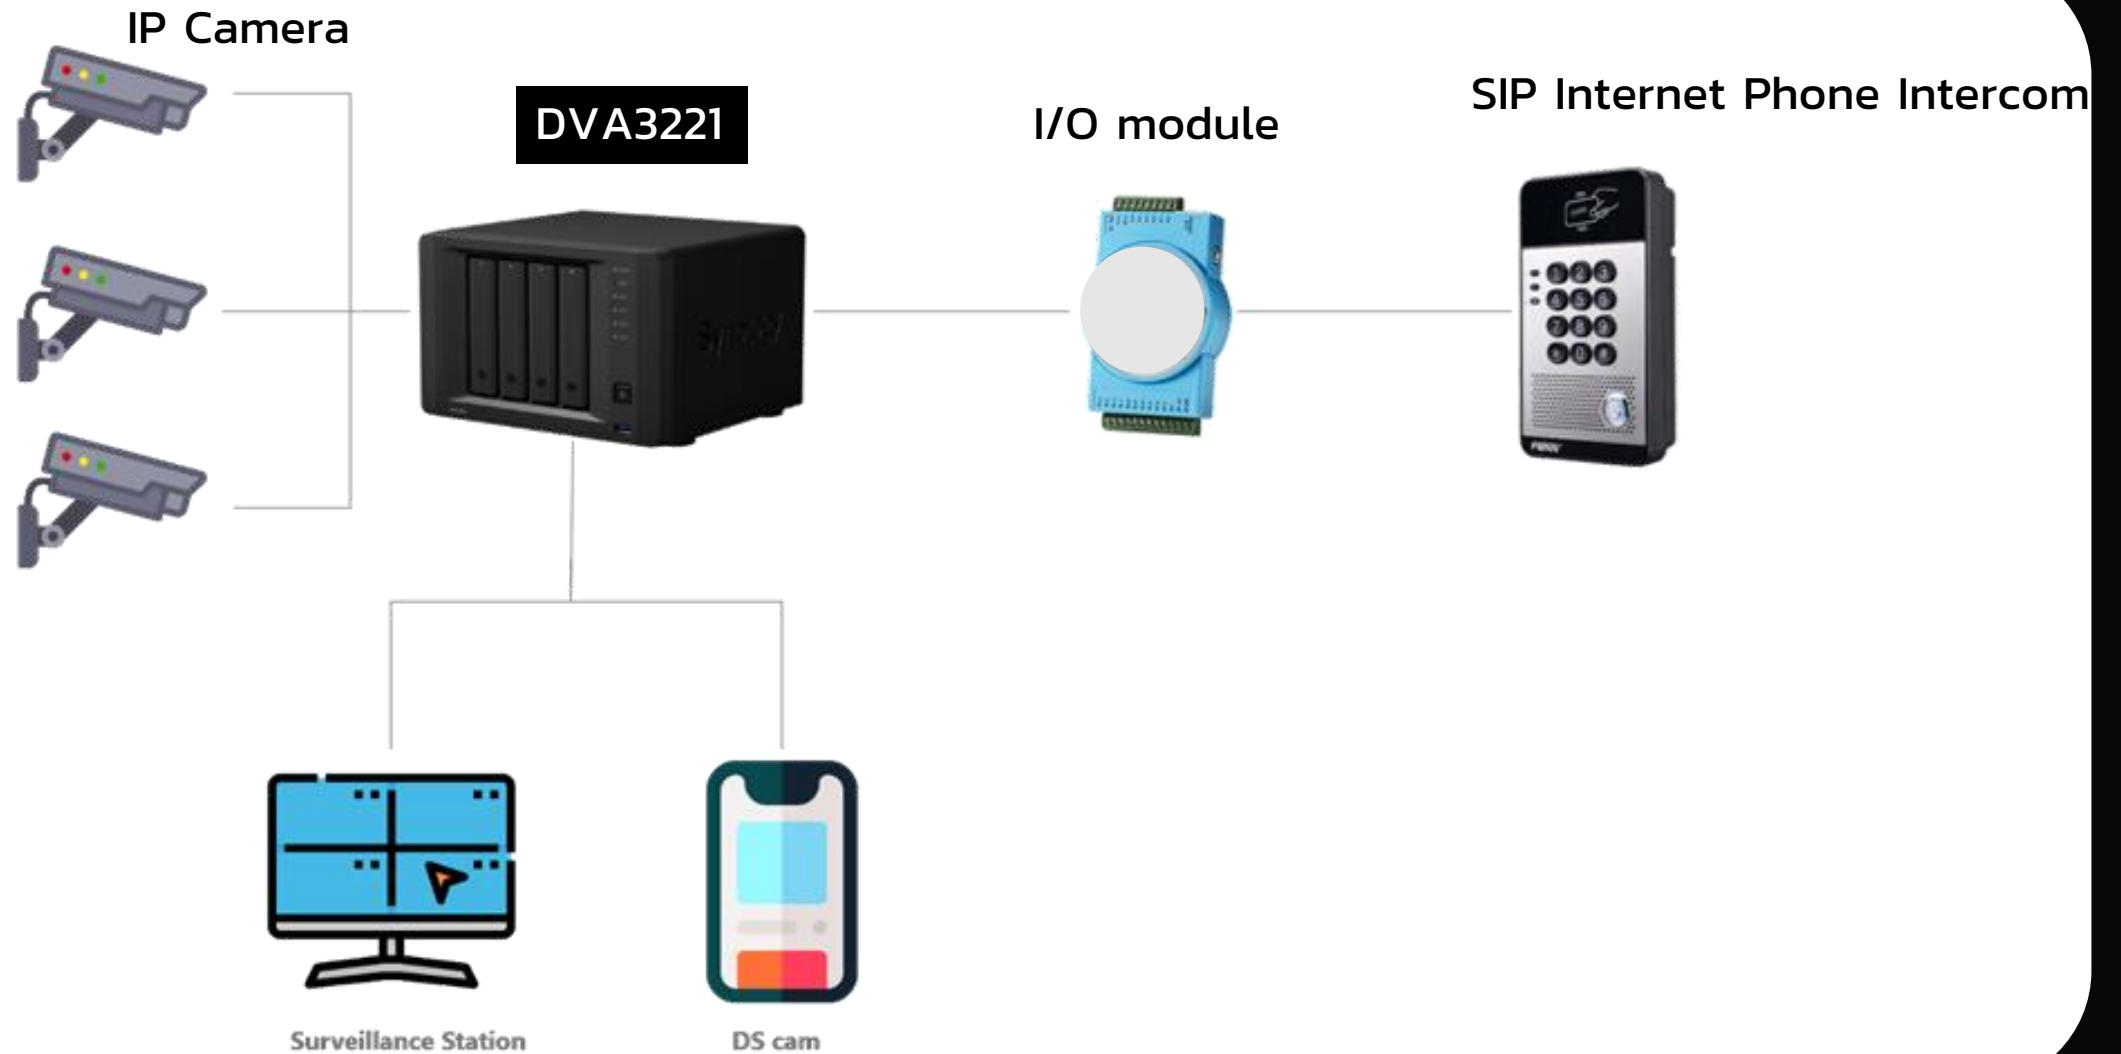 IP Camera
DVA3221
I/O module
SIP Internet Phone Intercom
Surveillance Station
DS cam